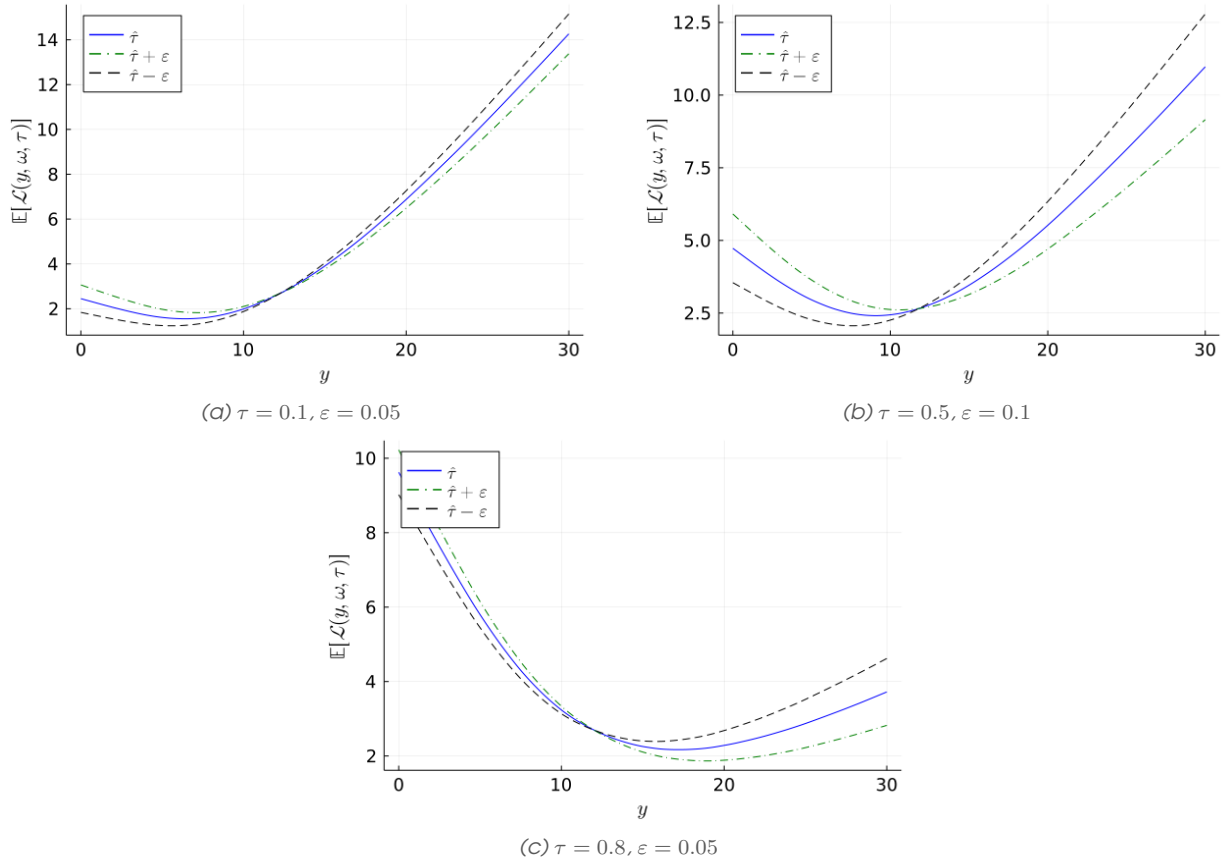 14
12
10
8
6
4
2
0
10
20
30
𝔼[ℒ(y, ω, τ)]
y
τ̂
τ̂ + ε
τ̂ − ε
(a) τ = 0.1, ε = 0.05
12.5
10.0
7.5
5.0
2.5
0
10
20
30
𝔼[ℒ(y, ω, τ)]
y
τ̂
τ̂ + ε
τ̂ − ε
(b) τ = 0.5, ε = 0.1
10
8
6
4
2
0
10
20
30
𝔼[ℒ(y, ω, τ)]
y
τ̂
τ̂ + ε
τ̂ − ε
(c) τ = 0.8, ε = 0.05